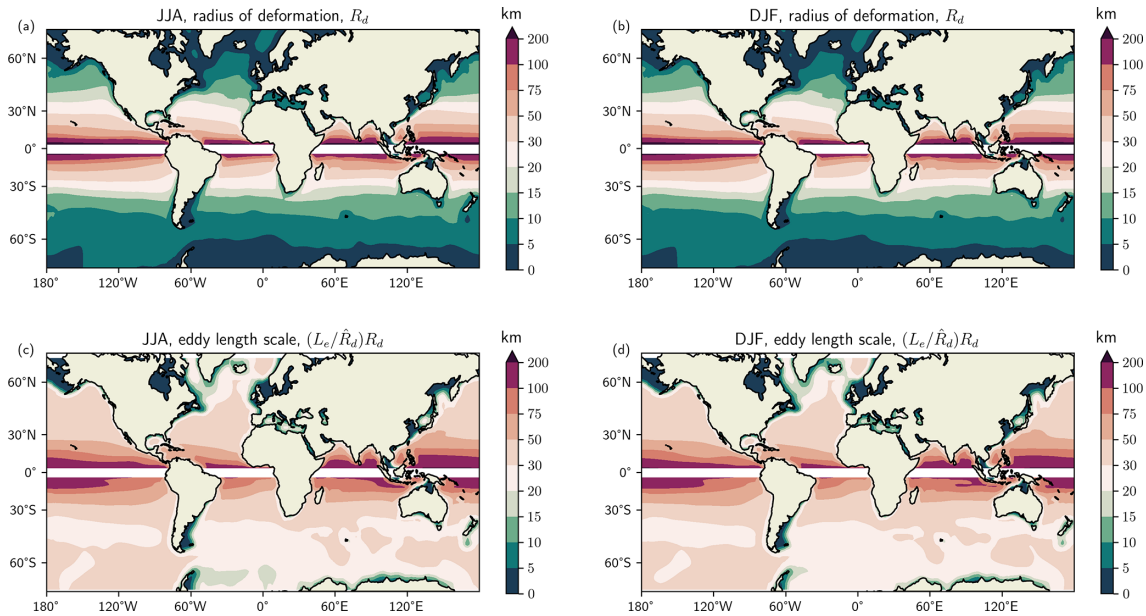 (a) JJA, radius of deformation, R_d km
200
100
75
50
30
20
15
10
5
0
60°N
30°N
0°
30°S
60°S
180° 120°W 60°W 0° 60°E 120°E
(b) DJF, radius of deformation, R_d km
200
100
75
50
30
20
15
10
5
0
60°N
30°N
0°
30°S
60°S
180° 120°W 60°W 0° 60°E 120°E
(c) JJA, eddy length scale, (L_e/R̂_d)R_d km
200
100
75
50
30
20
15
10
5
0
60°N
30°N
0°
30°S
60°S
180° 120°W 60°W 0° 60°E 120°E
(d) DJF, eddy length scale, (L_e/R̂_d)R_d km
200
100
75
50
30
20
15
10
5
0
60°N
30°N
0°
30°S
60°S
180° 120°W 60°W 0° 60°E 120°E